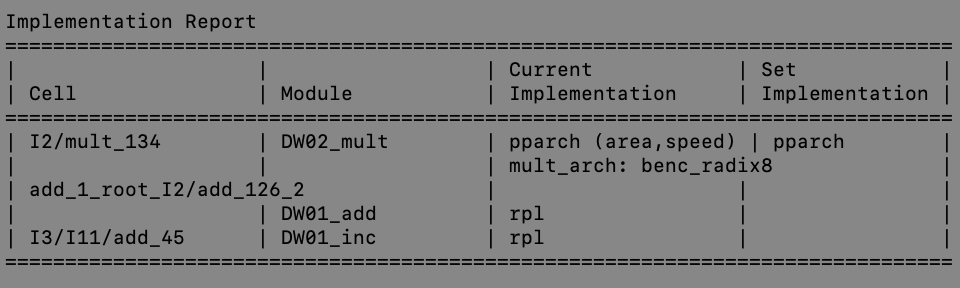 Implementation Report
===============================================================================
|                    |                  | Current            | Set            |
| Cell               | Module           | Implementation     | Implementation |
===============================================================================
| I2/mult_134        | DW02_mult        | pparch (area,speed) | pparch        |
|                    |                  | mult_arch: benc_radix8              |
| add_1_root_I2/add_126_2               |                    |                |
|                    | DW01_add         | rpl                |                |
| I3/I11/add_45      | DW01_inc         | rpl                |                |
===============================================================================